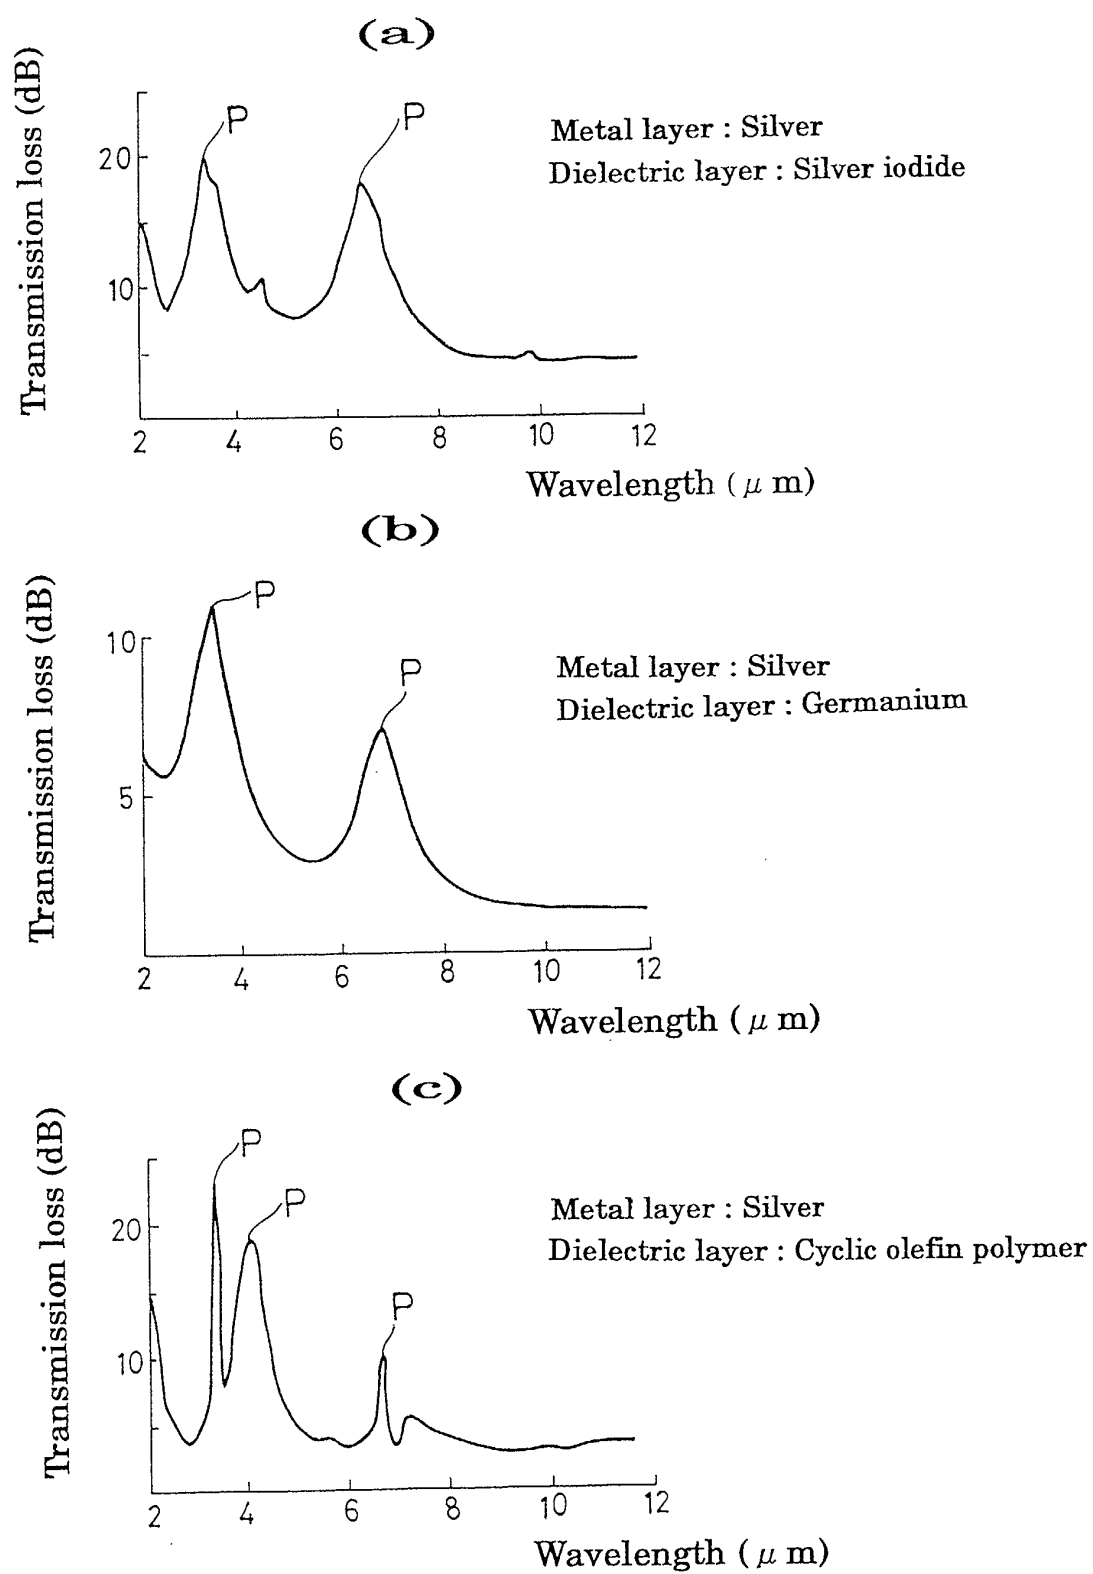 (a)
Transmission loss (dB)
P
P
Metal layer : Silver
Dielectric layer : Silver iodide
20
10
2 4 6 8 10 12
Wavelength ( μ m)
(b)
Transmission loss (dB)
P
P
Metal layer : Silver
Dielectric layer : Germanium
10
5
2 4 6 8 10 12
Wavelength ( μ m)
(c)
Transmission loss (dB)
P
P
P
Metal layer : Silver
Dielectric layer : Cyclic olefin polymer
20
10
2 4 6 8 10 12
Wavelength ( μ m)